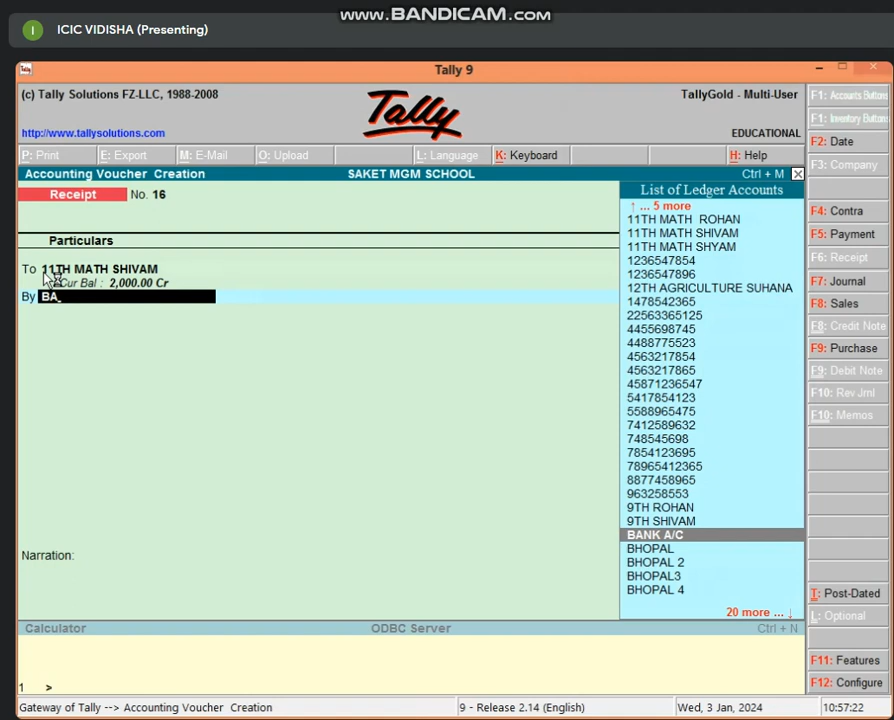 www.BANDICAM.com
I ICIC VIDISHA (Presenting)
Tally 9
(c) Tally Solutions FZ-LLC, 1988-2008
Tally
TallyGold - Multi-User
http://www.tallysolutions.com
EDUCATIONAL
P: Print E: Export M: E-Mail O: Upload L: Language K: Keyboard H: Help
Accounting Voucher Creation SAKET MGM SCHOOL Ctrl + M
Receipt No. 16
Particulars
To 11TH MATH SHIVAM
Cur Bal : 2,000.00 Cr
By BA
Narration:
List of Ledger Accounts
↑ ... 5 more
11TH MATH ROHAN
11TH MATH SHIVAM
11TH MATH SHYAM
1236547854
1236547896
12TH AGRICULTURE SUHANA
1478542365
22563365125
4455698745
4488775523
4563217854
4563217865
45871236547
5417854123
5588965475
7412589632
748545698
7854123695
78965412365
8877458965
963258553
9TH ROHAN
9TH SHIVAM
BANK A/C
BHOPAL
BHOPAL 2
BHOPAL3
BHOPAL 4
20 more ... ↓
F1: Accounts Buttons
F1: Inventory Buttons
F2: Date
F3: Company
F4: Contra
F5: Payment
F6: Receipt
F7: Journal
F8: Sales
F8: Credit Note
F9: Purchase
F9: Debit Note
F10: Rev Jrnl
F10: Memos
T: Post-Dated
L: Optional
F11: Features
F12: Configure
Calculator ODBC Server Ctrl + N
1 >
Gateway of Tally --> Accounting Voucher Creation 9 - Release 2.14 (English) Wed, 3 Jan, 2024 10:57:22